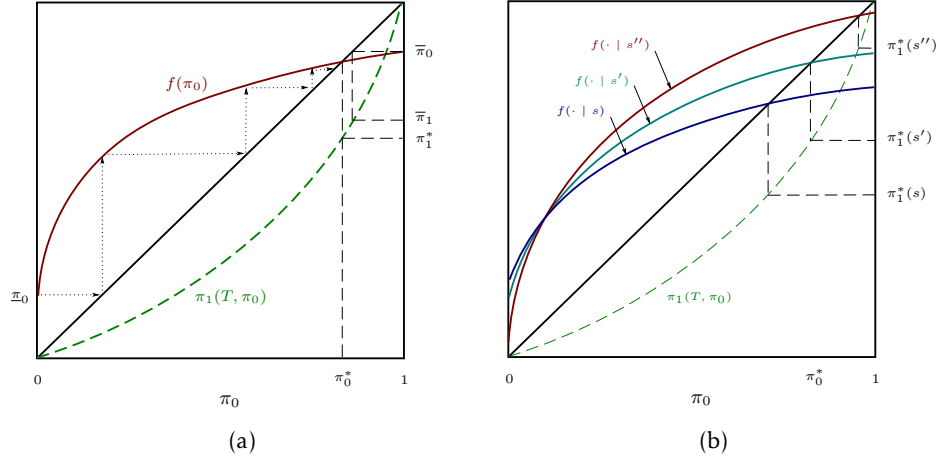 π̅₀
f(π₀)
π̅₁
π₁*
π̲₀
π₁(T, π₀)
0
π₀*
1
π₀
(a)
f(· | s′′)
π₁*(s′′)
f(· | s′)
f(· | s)
π₁*(s′)
π₁*(s)
π₁(T, π₀)
0
π₀*
1
π₀
(b)